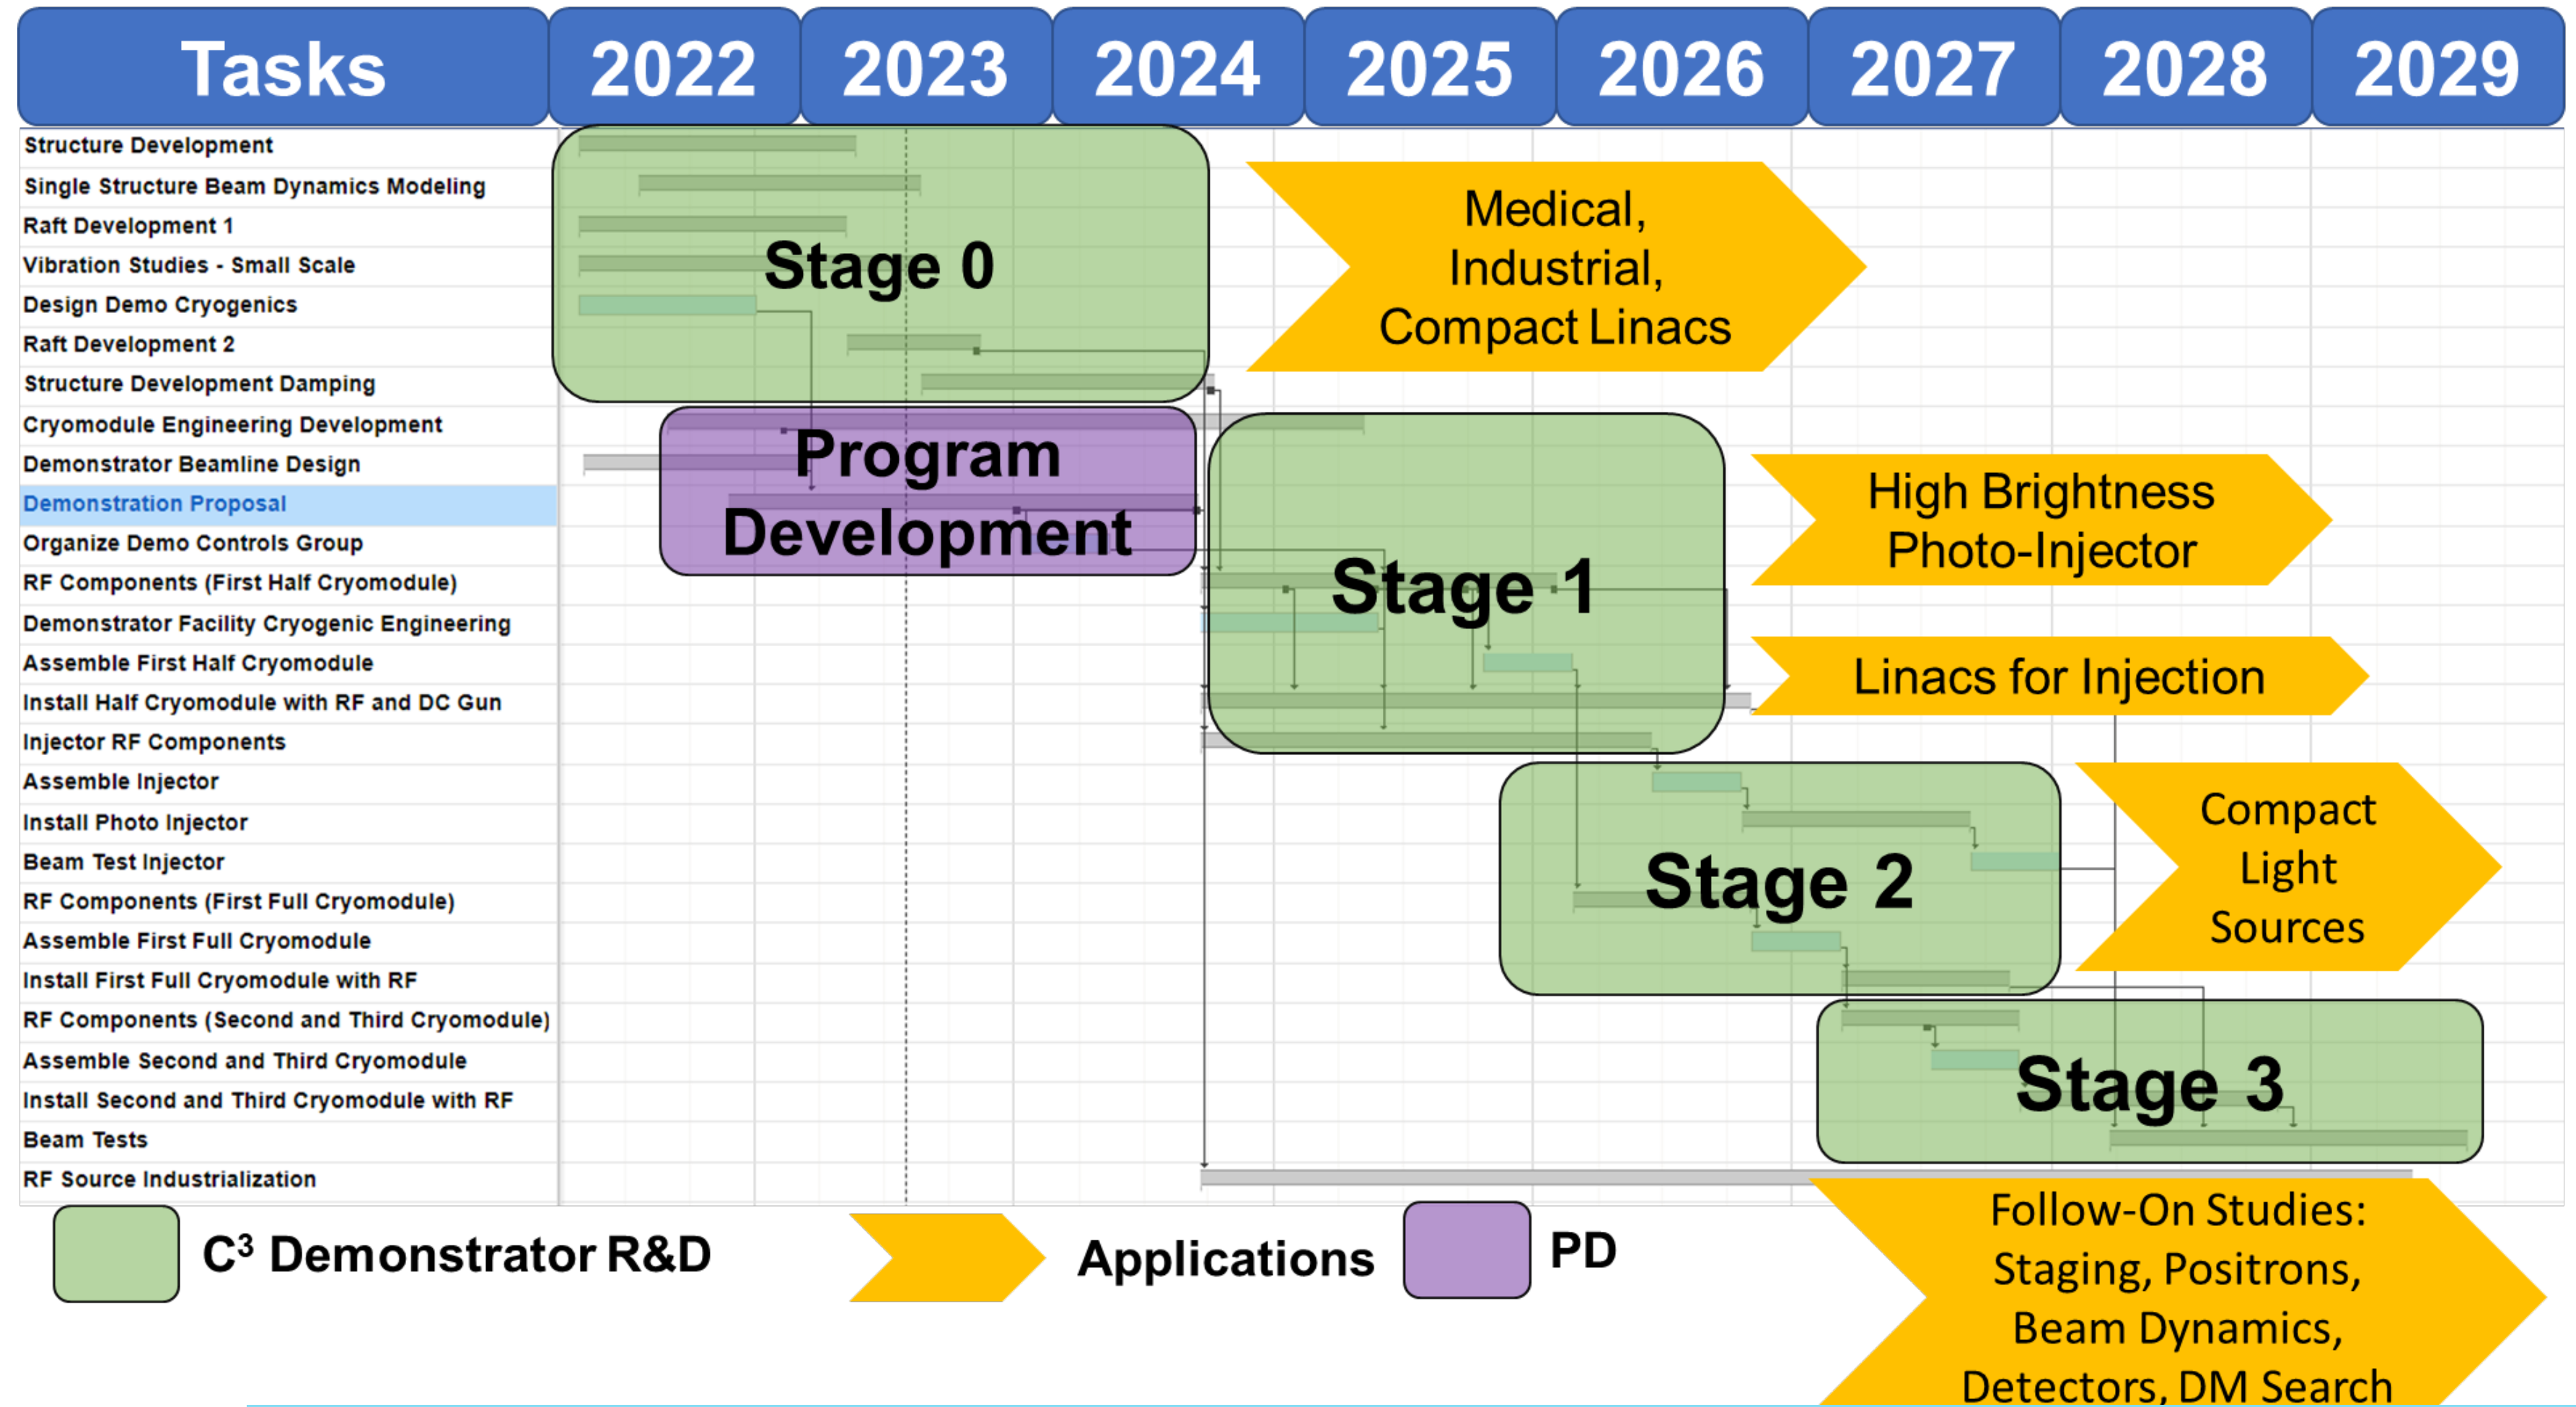 Tasks 2022 2023 2024 2025 2026 2027 2028 2029
Structure Development
Single Structure Beam Dynamics Modeling
Raft Development 1
Vibration Studies - Small Scale
Design Demo Cryogenics
Raft Development 2
Structure Development Damping
Cryomodule Engineering Development
Demonstrator Beamline Design
Demonstration Proposal
Organize Demo Controls Group
RF Components (First Half Cryomodule)
Demonstrator Facility Cryogenic Engineering
Assemble First Half Cryomodule
Install Half Cryomodule with RF and DC Gun
Injector RF Components
Assemble Injector
Install Photo Injector
Beam Test Injector
RF Components (First Full Cryomodule)
Assemble First Full Cryomodule
Install First Full Cryomodule with RF
RF Components (Second and Third Cryomodule)
Assemble Second and Third Cryomodule
Install Second and Third Cryomodule with RF
Beam Tests
RF Source Industrialization
Stage 0
Program
Development
Stage 1
Stage 2
Stage 3
Medical,
Industrial,
Compact Linacs
High Brightness
Photo-Injector
Linacs for Injection
Compact
Light
Sources
Follow-On Studies:
Staging, Positrons,
Beam Dynamics,
Detectors, DM Search
C³ Demonstrator R&D
Applications
PD